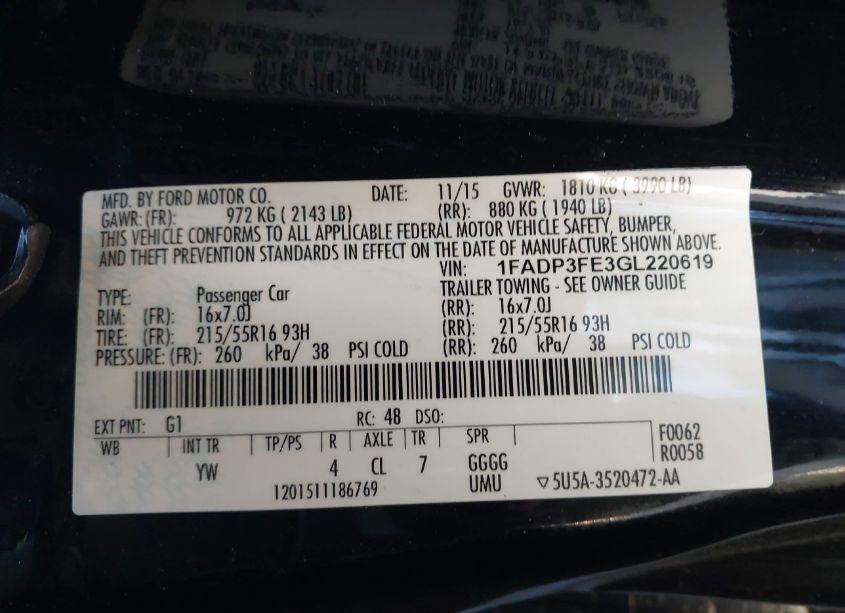 MFD. BY FORD MOTOR CO. DATE: 11/15 GVWR: 1810 KG ( 3990 LB)
GAWR: (FR): 972 KG ( 2143 LB) (RR): 880 KG ( 1940 LB)
THIS VEHICLE CONFORMS TO ALL APPLICABLE FEDERAL MOTOR VEHICLE SAFETY, BUMPER,
AND THEFT PREVENTION STANDARDS IN EFFECT ON THE DATE OF MANUFACTURE SHOWN ABOVE.
VIN: 1FADP3FE3GL220619
TYPE: Passenger Car TRAILER TOWING - SEE OWNER GUIDE
RIM: (FR): 16x7.0J (RR): 16x7.0J
TIRE: (FR): 215/55R16 93H (RR): 215/55R16 93H
PRESSURE: (FR): 260 kPa/ 38 PSI COLD (RR): 260 kPa/ 38 PSI COLD
EXT PNT: G1 RC: 48 DSO:
WB INT TR TP/PS R AXLE TR SPR F0062
YW 4 CL 7 GGGG R0058
1201511186769 UMU ▽5U5A-3520472-AA